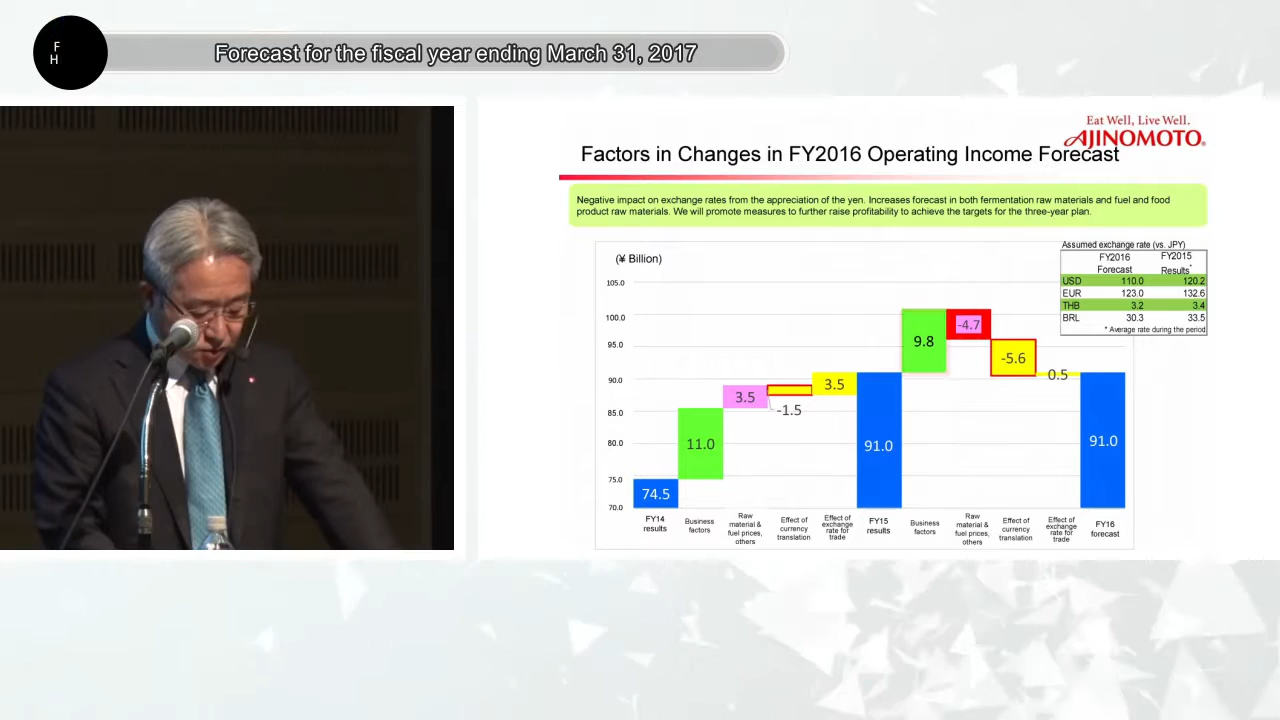 F
H
Forecast for the fiscal year ending March 31, 2017
Eat Well, Live Well.
AJINOMOTO®
Factors in Changes in FY2016 Operating Income Forecast
Negative impact on exchange rates from the appreciation of the yen. Increases forecast in both fermentation raw materials and fuel and food
product raw materials. We will promote measures to further raise profitability to achieve the targets for the three-year plan.
(¥ Billion)
Assumed exchange rate (vs. JPY)
FY2016 FY2015
Forecast Results*
USD 110.0 120.2
EUR 123.0 132.6
THB 3.2 3.4
BRL 30.3 33.5
* Average rate during the period
105.0
100.0
95.0
90.0
85.0
80.0
75.0
70.0
74.5
11.0
3.5
-1.5
3.5
91.0
9.8
-4.7
-5.6
0.5
91.0
FY14
results
Business
factors
Raw
material &
fuel prices,
others
Effect of
currency
translation
Effect of
exchange
rate for
trade
FY15
results
Business
factors
Raw
material &
fuel prices,
others
Effect of
currency
translation
Effect of
exchange
rate for
trade
FY16
forecast